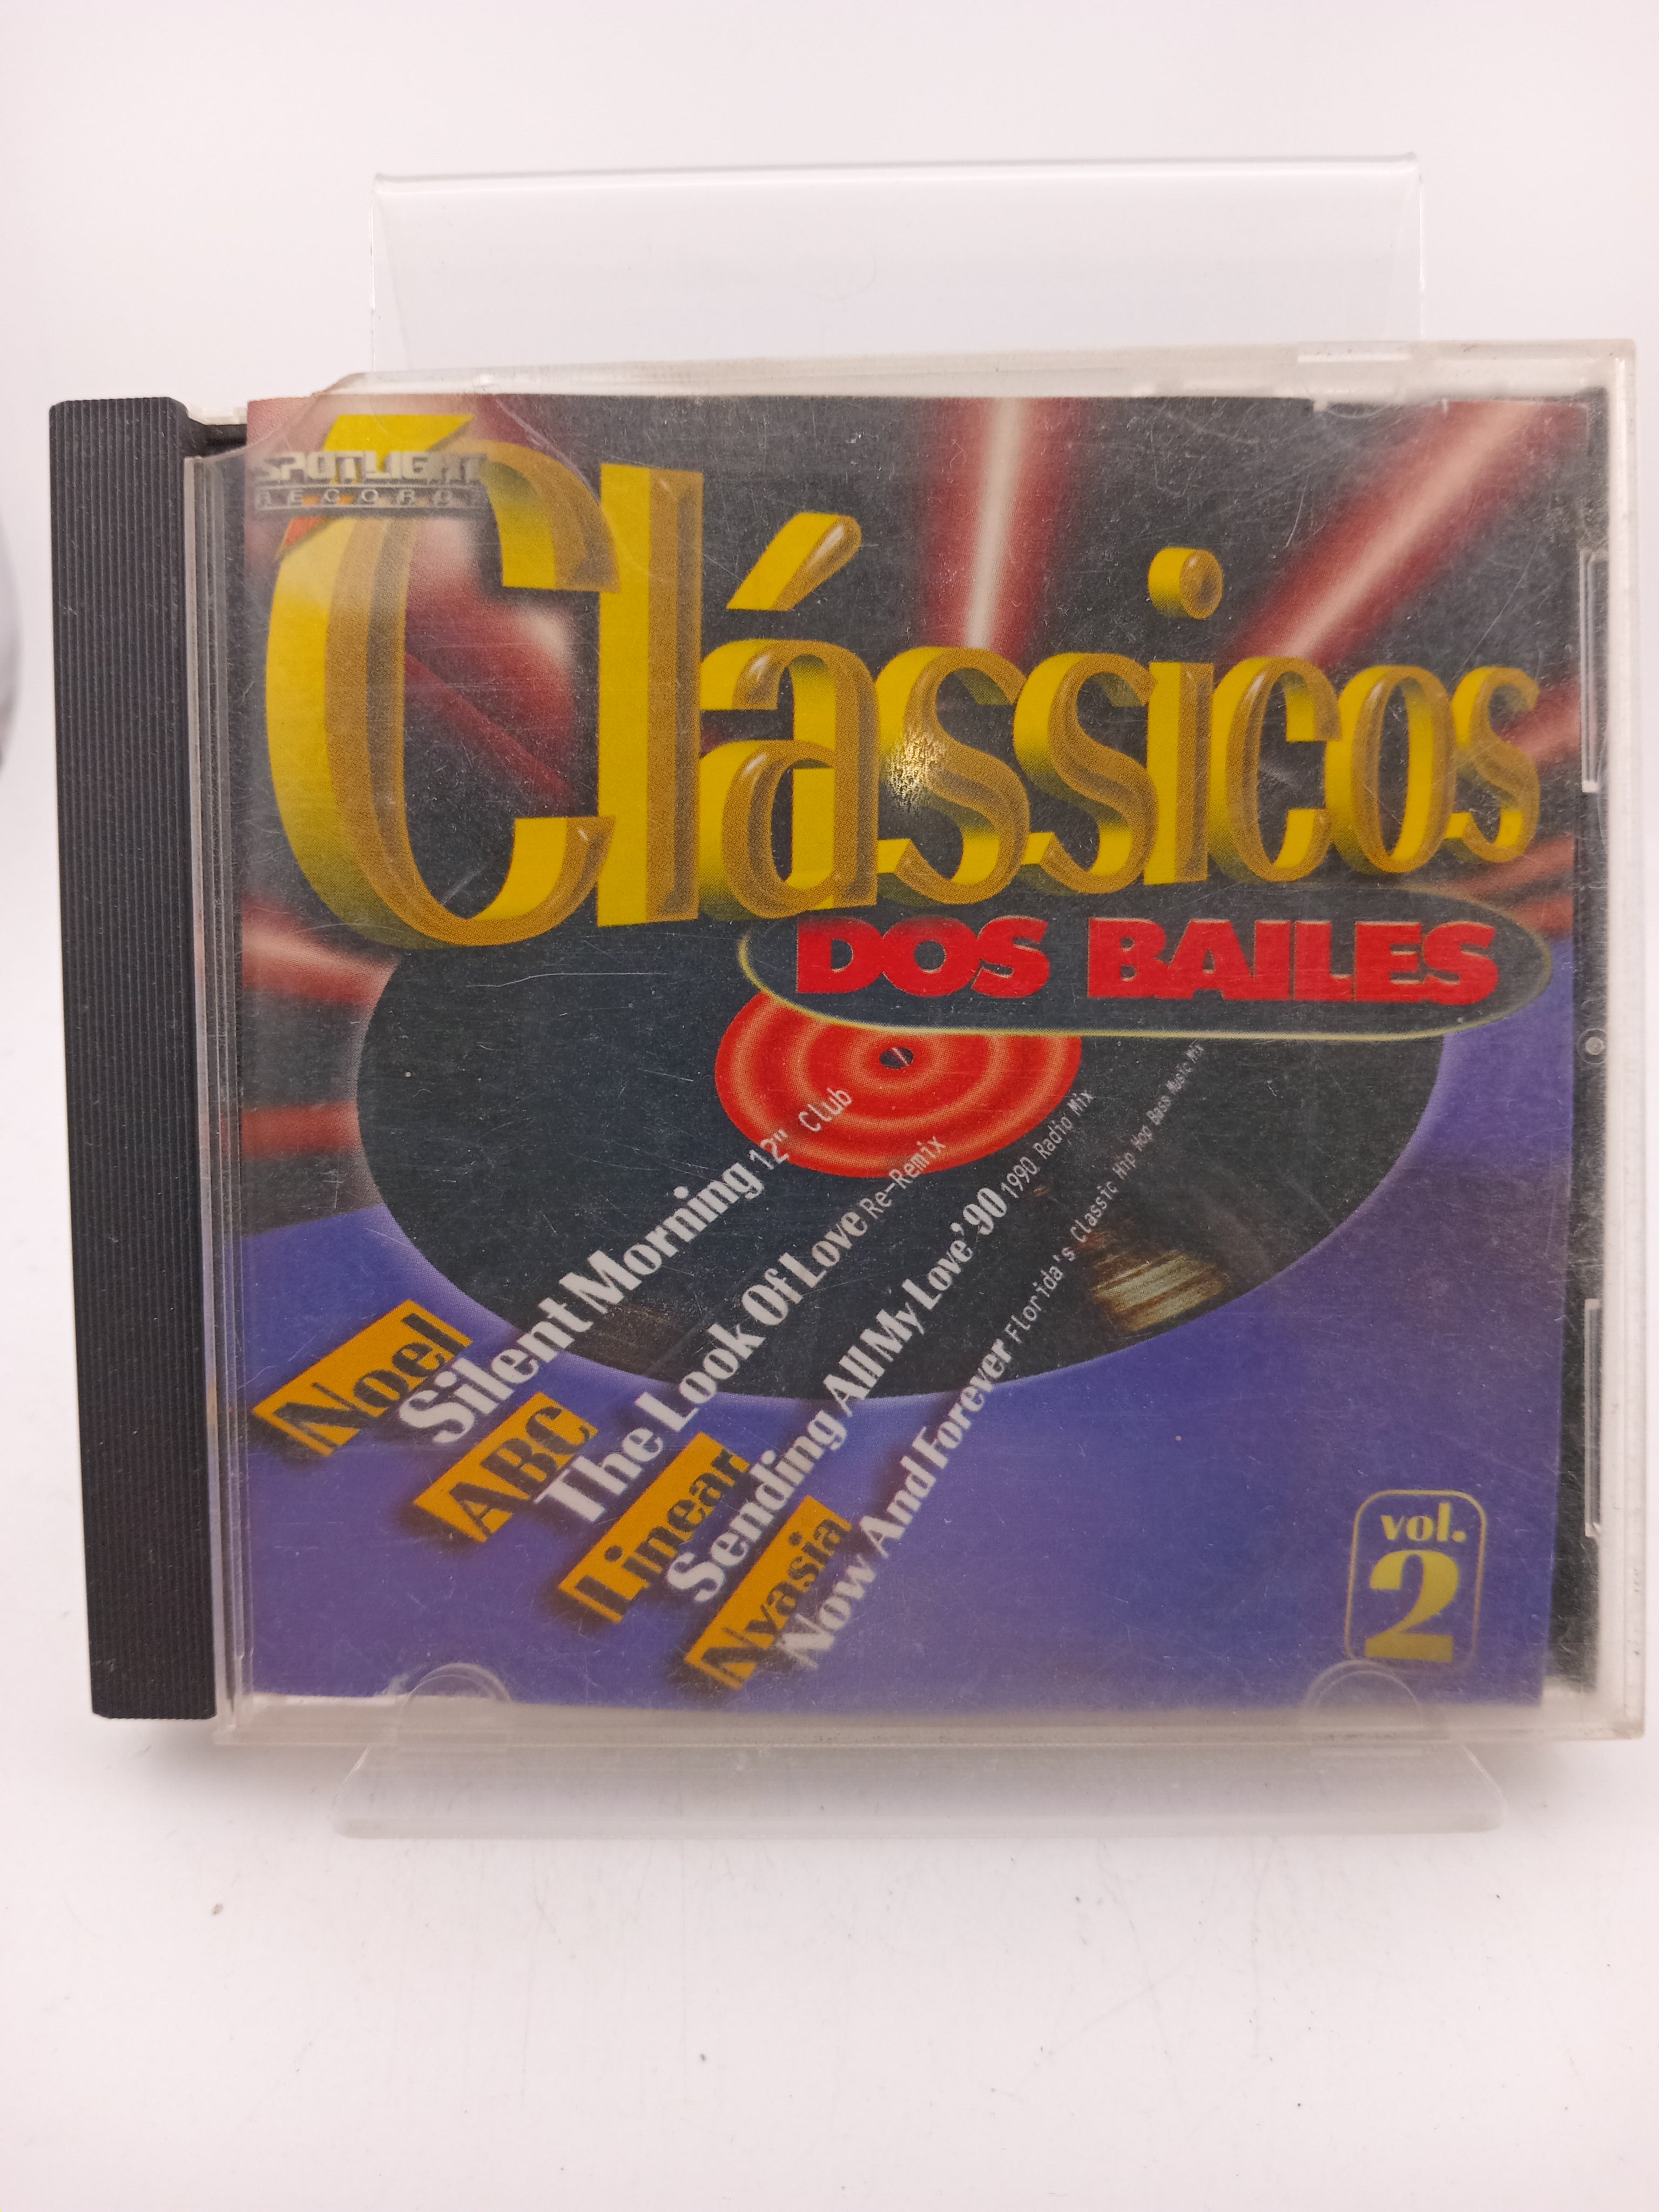 SPOTLIGHT
RECORDS
Clássicos
DOS BAILES
Noel
Silent Morning 12" Club
ABC
The Look Of Love Re-Remix
Linear
Sending All My Love' 90 1990 Radio Mix
Nyasia
Now And Forever Florida's Classic Hip Hop Bass Music Mix
vol.
2